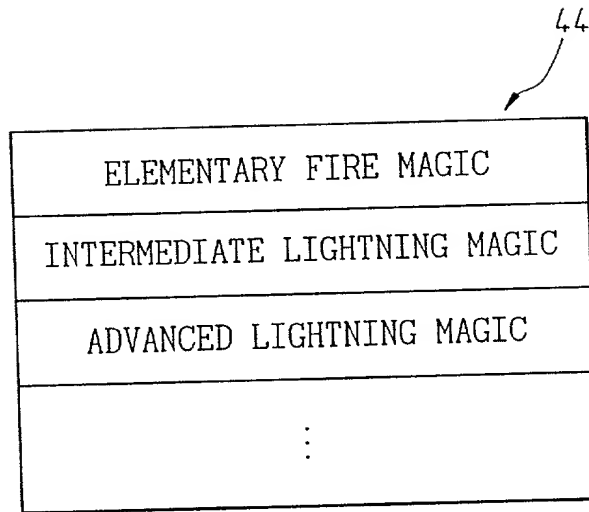 44
ELEMENTARY FIRE MAGIC
INTERMEDIATE LIGHTNING MAGIC
ADVANCED LIGHTNING MAGIC
⋮